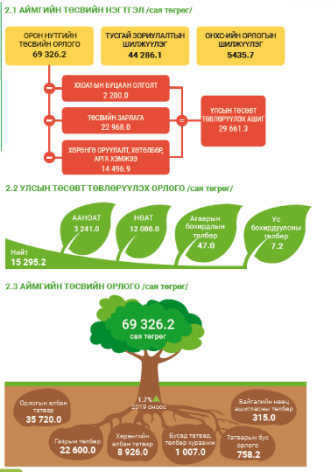 2.1 АЙМГИЙН ТӨСВИЙН НЭГТГЭЛ /сая төгрөг/
ОРОН НУТГИЙН
ТӨСВИЙН ОРЛОГО
69 326.2
ТУСГАЙ ЗОРИУЛАЛТЫН
ШИЛЖҮҮЛЭГ
44 286.1
ОНХС-ИЙН ОРЛОГЫН
ШИЛЖҮҮЛЭГ
5435.7
ХХОАТЫН БУЦААН ОЛГОЛТ
2 200.0
ТӨСВИЙН ЗАРЛАГА
22 968.0
ХӨРӨНГӨ ОРУУЛАЛТ, ХӨТӨЛБӨР,
АРГА ХЭМЖЭЭ
14 496.9
УЛСЫН ТӨСӨВТ
ТӨВЛӨРҮҮЛЭХ АШИГ
29 661.3
2.2 УЛСЫН ТӨСӨВТ ТӨВЛӨРҮҮЛЭХ ОРЛОГО /сая төгрөг/
ААНОАТ
3 241.0
НӨАТ
12 000.0
Агаарын
бохирдлын
төлбөр
47.0
Ус
бохирдуулсны
төлбөр
7.2
Нийт
15 295.2
2.3 АЙМГИЙН ТӨСВИЙН ОРЛОГО /сая төгрөг/
69 326.2
сая төгрөг
1.2%
2019 оноос
Орлогын албан
татвар
35 720.0
Газрын төлбөр
22 600.0
Хөрөнгийн
албан татвар
8 926.0
Бусад татвар,
төлбөр хураамж
1 007.0
Татварын бус
орлого
758.2
Байгалийн нөөц
ашигласны төлбөр
315.0